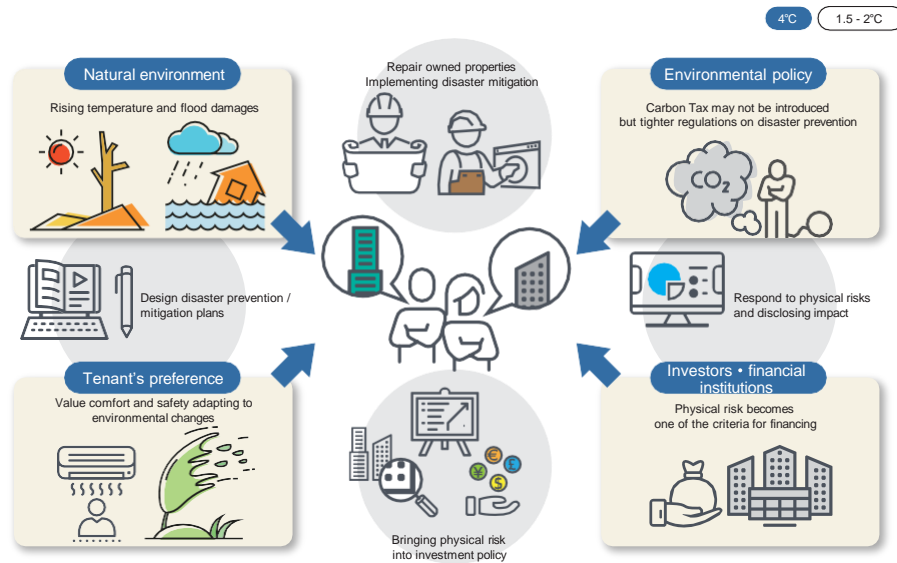 4℃
1.5 - 2℃
Natural environment
Rising temperature and flood damages
Repair owned properties
Implementing disaster mitigation
Environmental policy
Carbon Tax may not be introduced
but tighter regulations on disaster prevention
CO₂
Design disaster prevention /
mitigation plans
Respond to physical risks
and disclosing impact
Tenant's preference
Value comfort and safety adapting to
environmental changes
Investors • financial
institutions
Physical risk becomes
one of the criteria for financing
€
¥
£
$
Bringing physical risk
into investment policy